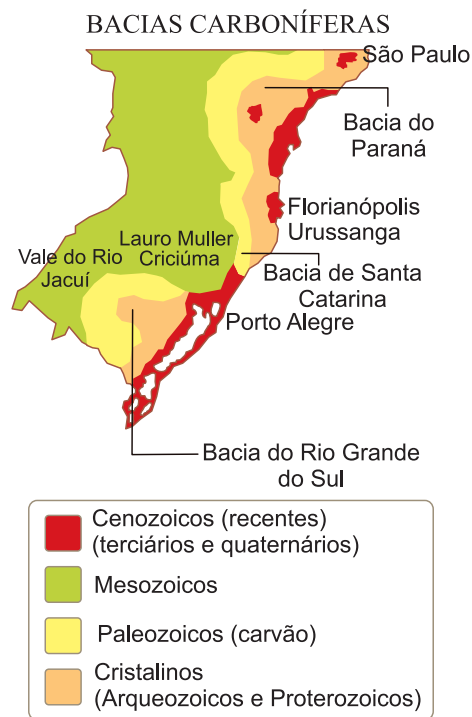 BACIAS CARBONÍFERAS
São Paulo
Bacia do
Paraná
Florianópolis
Urussanga
Lauro Muller
Criciúma
Vale do Rio
Jacuí
Bacia de Santa
Catarina
Porto Alegre
Bacia do Rio Grande
do Sul
Cenozoicos (recentes)
(terciários e quaternários)
Mesozoicos
Paleozoicos (carvão)
Cristalinos
(Arqueozoicos e Proterozoicos)